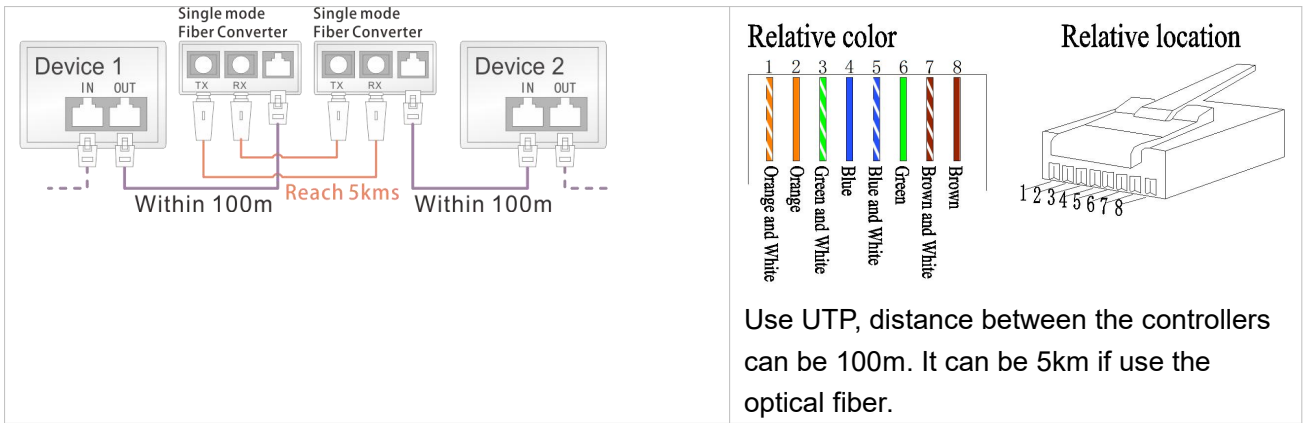 Single mode Single mode
Fiber Converter Fiber Converter
Device 1
IN OUT
TX RX
TX RX
Device 2
IN OUT
Within 100m
Reach 5kms
Within 100m
Relative color
1 2 3 4 5 6 7 8
Orange and White
Orange
Green and White
Blue
Blue and White
Green
Brown and White
Brown
Relative location
1 2 3 4 5 6 7 8
Use UTP, distance between the controllers
can be 100m. It can be 5km if use the
optical fiber.